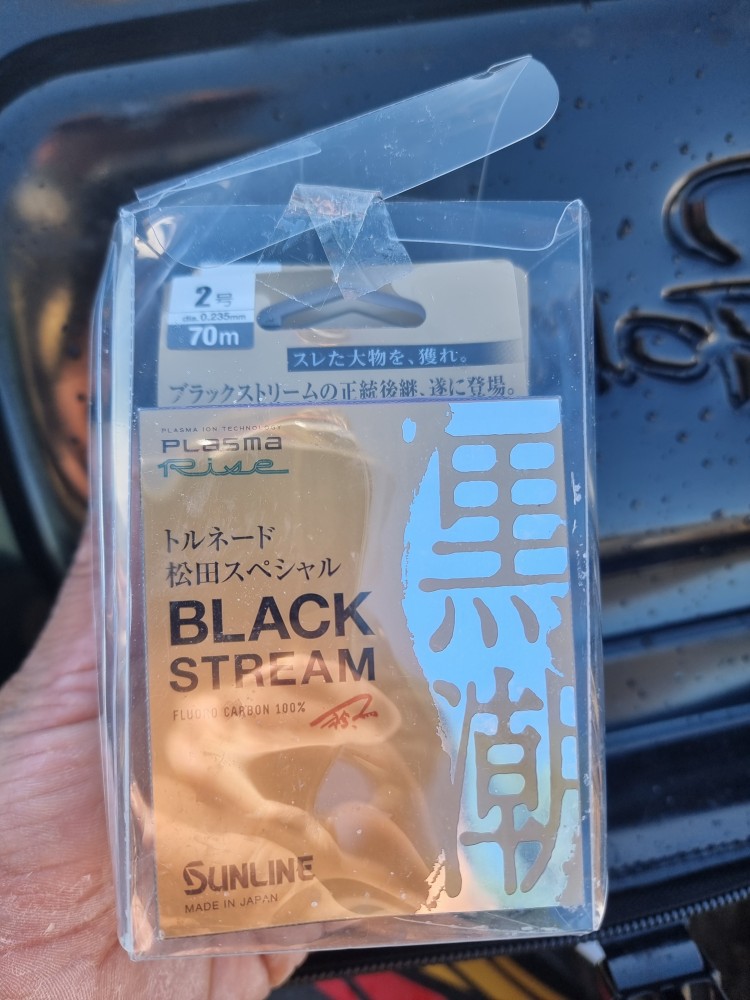 2号
dia. 0.235mm
70m
スレた大物を、獲れ。
ブラックストリームの正統後継、遂に登場。
PLASMA ION TECHNOLOGY
PLasma
Rise
トルネード
松田スペシャル
BLACK
STREAM
FLUORO CARBON 100%
黒潮
SUNLINE
MADE IN JAPAN